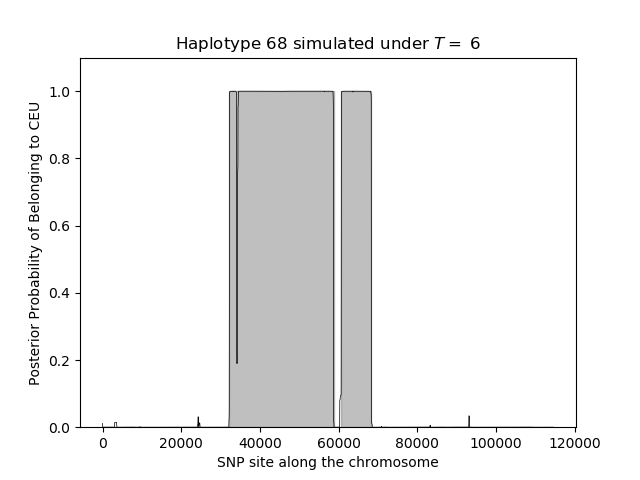 Haplotype 68 simulated under T = 6
Posterior Probability of Belonging to CEU
1.0
0.8
0.6
0.4
0.2
0.0
0 20000 40000 60000 80000 100000 120000
SNP site along the chromosome